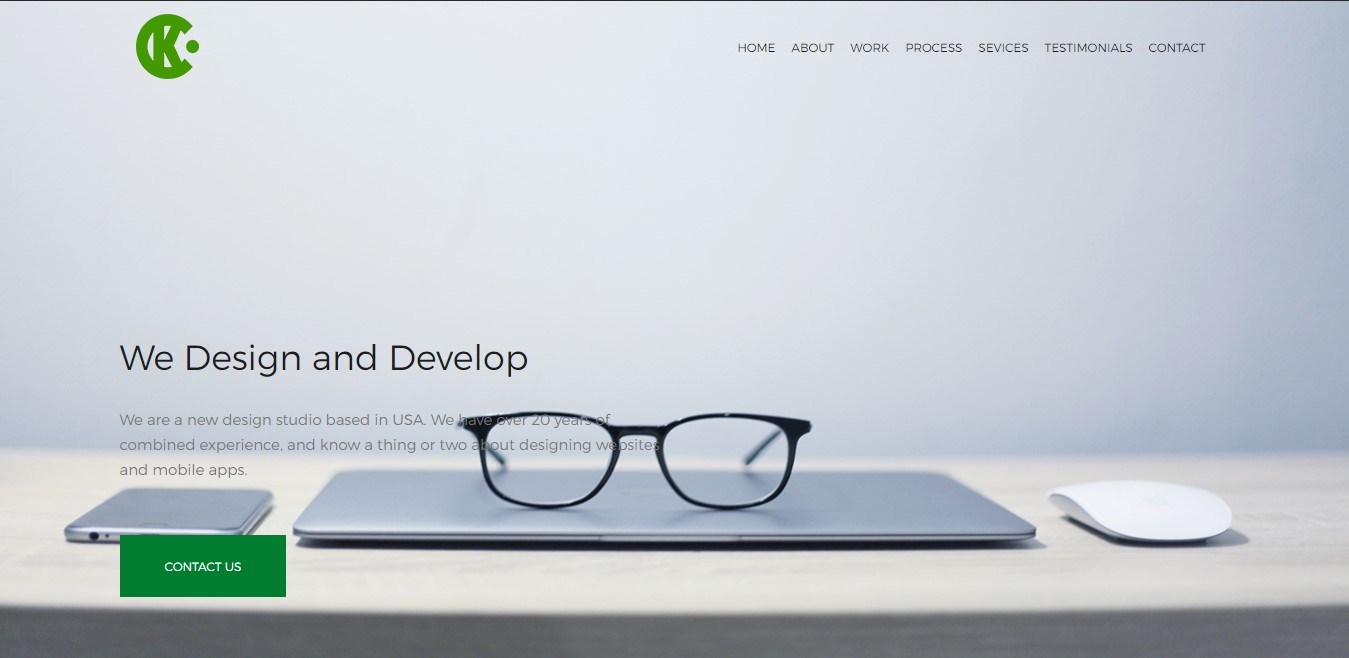 CK
HOME ABOUT WORK PROCESS SEVICES TESTIMONIALS CONTACT
We Design and Develop
We are a new design studio based in USA. We have over 20 years of
combined experience, and know a thing or two about designing websites
and mobile apps.
CONTACT US